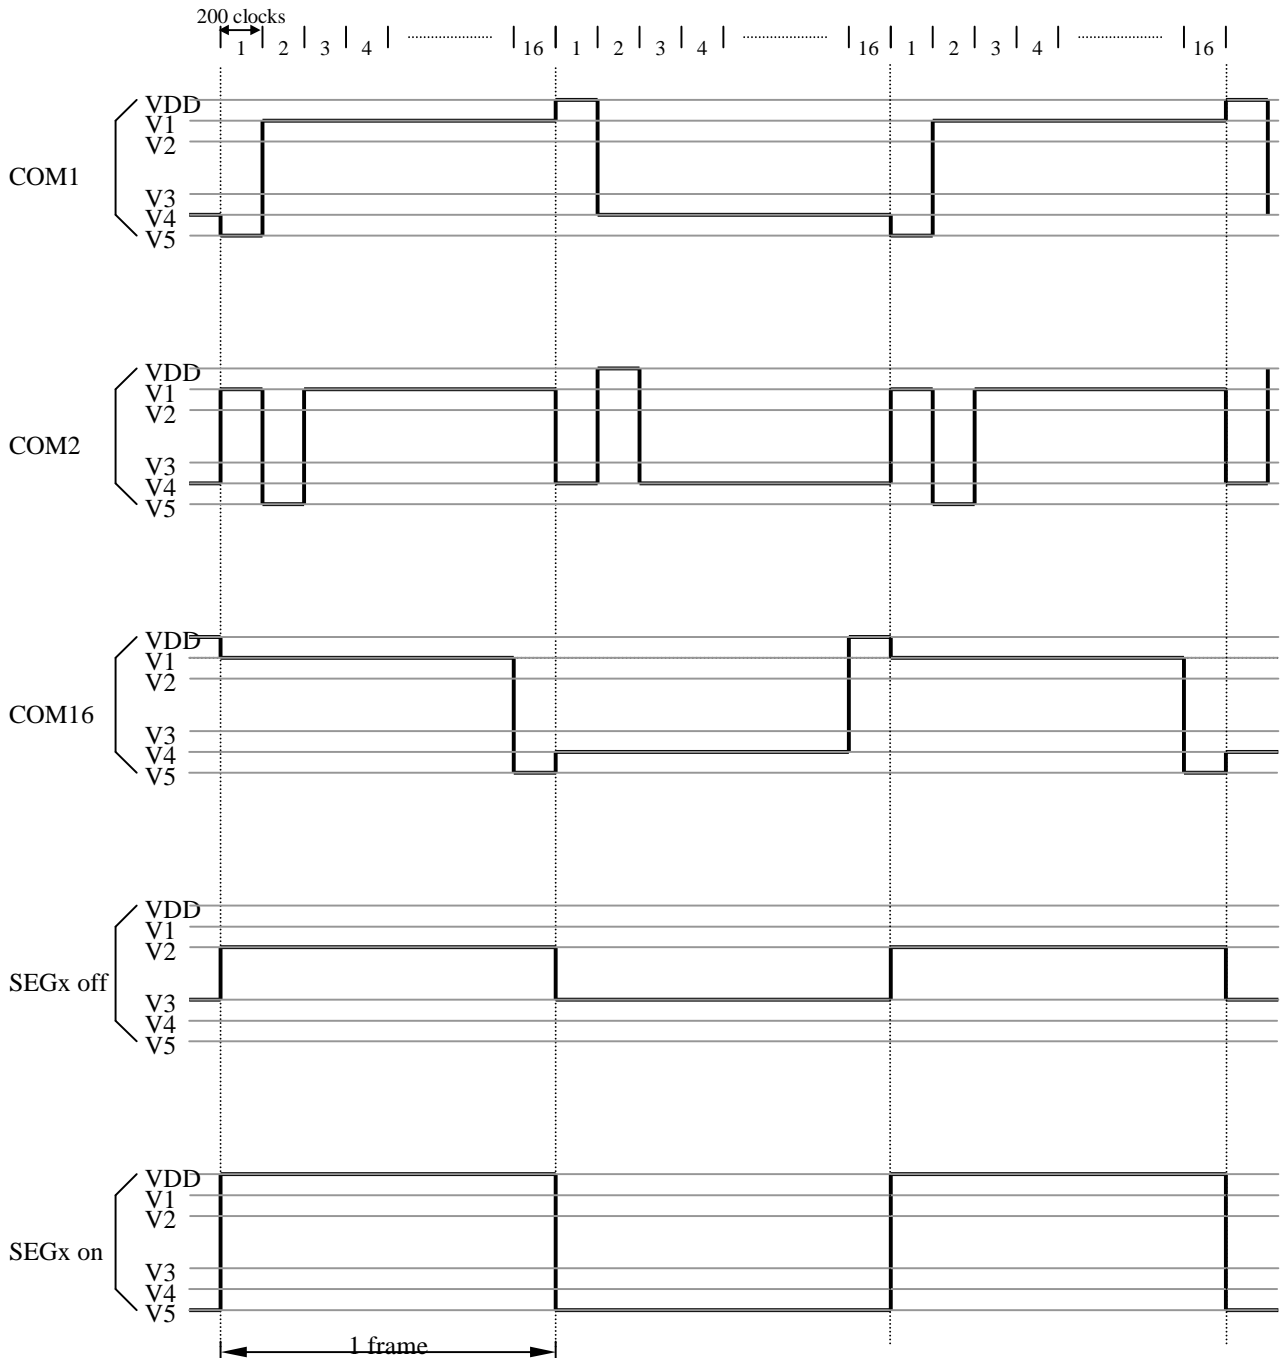 200 clocks
1 2 3 4 ........................ 16 1 2 3 4 ........................ 16 1 2 3 4 ........................ 16
VDD
V1
V2
COM1
V3
V4
V5
VDD
V1
V2
COM2
V3
V4
V5
VDD
V1
V2
COM16
V3
V4
V5
VDD
V1
V2
SEGx off
V3
V4
V5
VDD
V1
V2
SEGx on
V3
V4
V5
1 frame